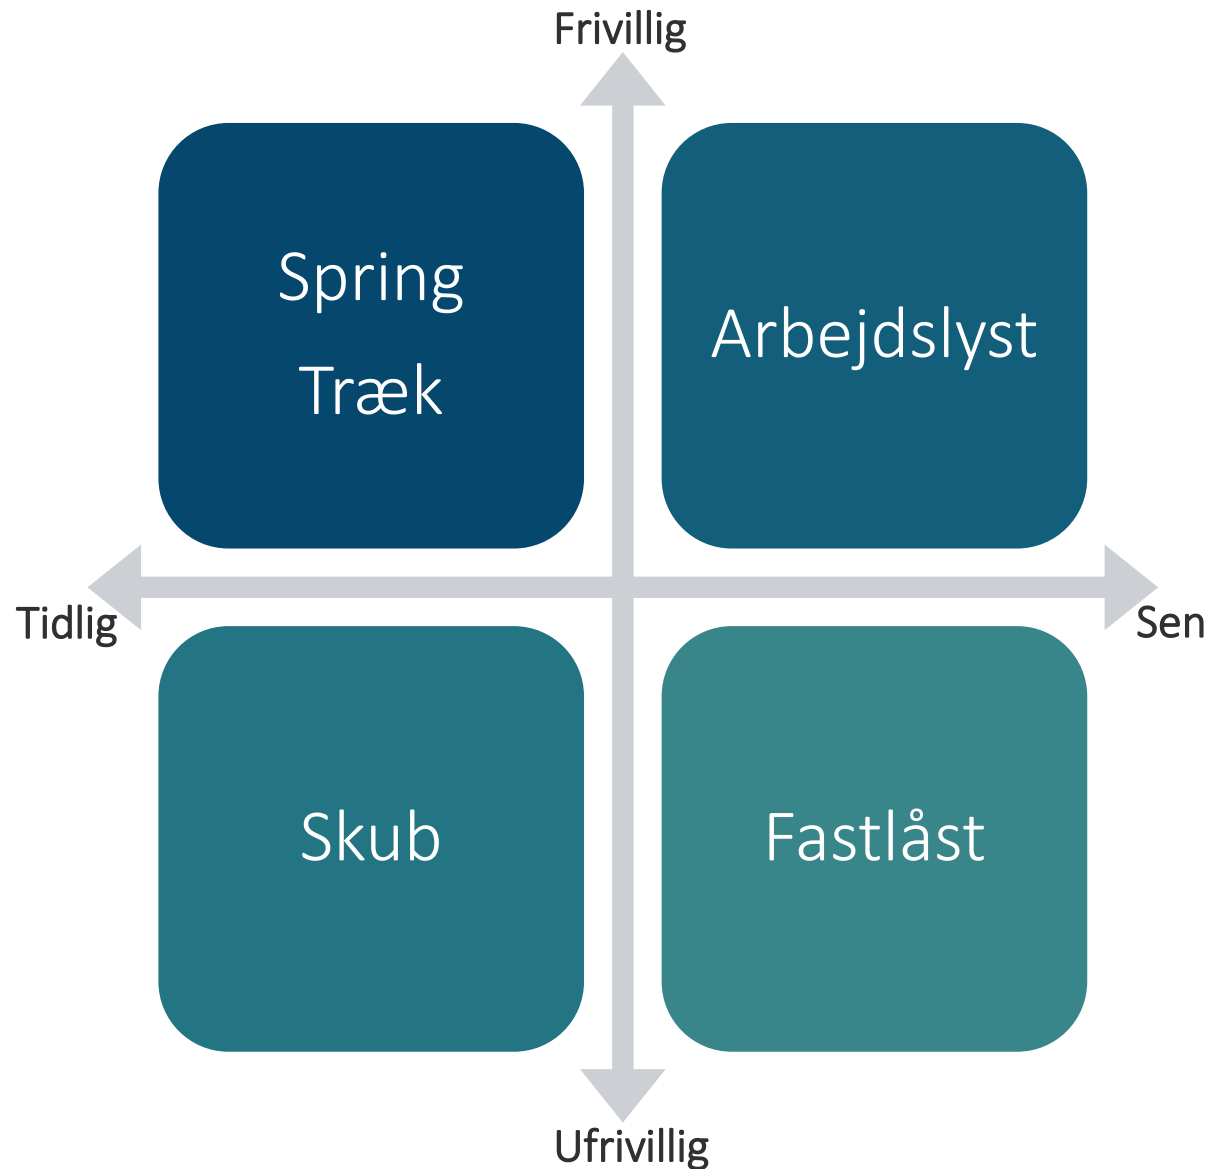 Frivillig
Spring
Træk
Arbejdslyst
Tidlig
Sen
Skub
Fastlåst
Ufrivillig